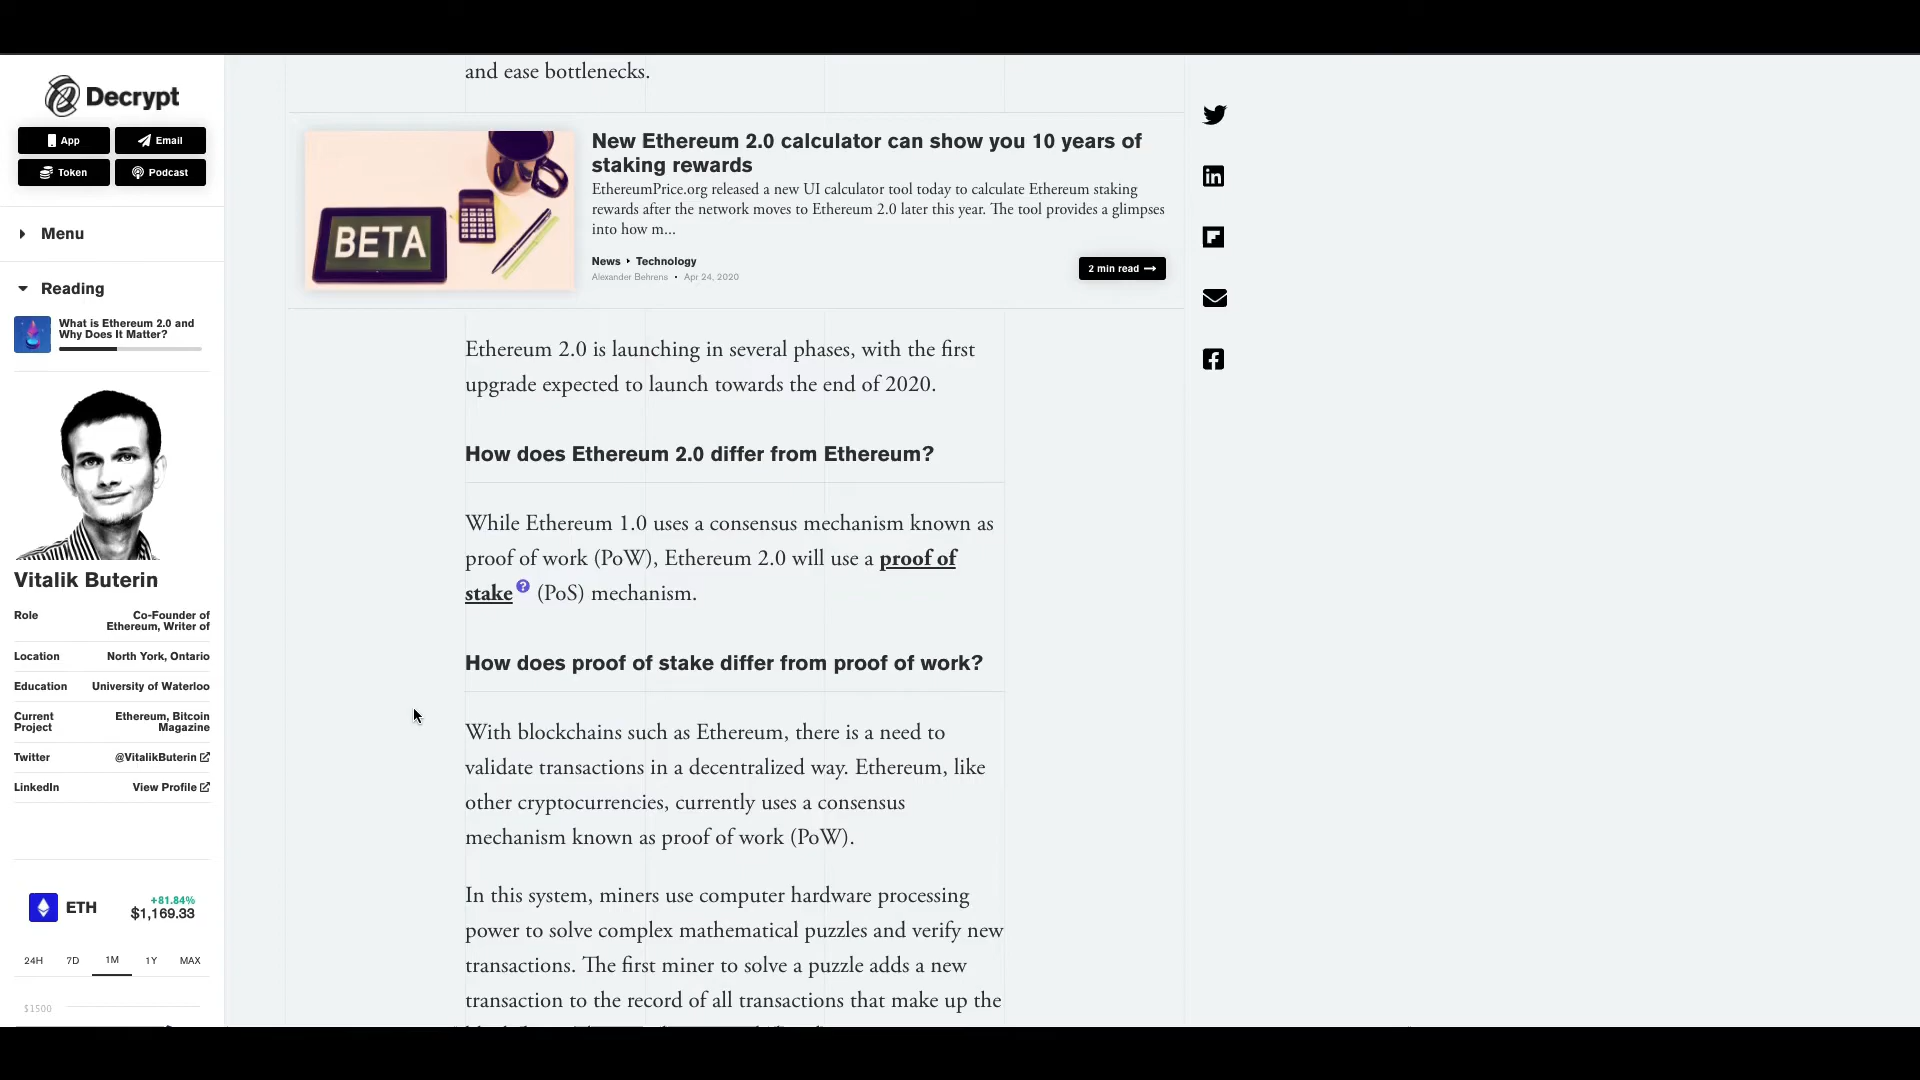 Decrypt
App
Email
Token
Podcast
Menu
Reading
What is Ethereum 2.0 and
Why Does It Matter?
Vitalik Buterin
Role
Co-Founder of
Ethereum, Writer of
Location
North York, Ontario
Education
University of Waterloo
Current
Project
Ethereum, Bitcoin
Magazine
Twitter
@VitalikButerin
LinkedIn
View Profile
ETH
+81.84%
$1,169.33
24H 7D 1M 1Y MAX
$1500
and ease bottlenecks.
BETA
New Ethereum 2.0 calculator can show you 10 years of
staking rewards
EthereumPrice.org released a new UI calculator tool today to calculate Ethereum staking
rewards after the network moves to Ethereum 2.0 later this year. The tool provides a glimpses
into how m...
News ‣ Technology
Alexander Behrens • Apr 24, 2020
2 min read →
Ethereum 2.0 is launching in several phases, with the first
upgrade expected to launch towards the end of 2020.
How does Ethereum 2.0 differ from Ethereum?
While Ethereum 1.0 uses a consensus mechanism known as
proof of work (PoW), Ethereum 2.0 will use a proof of
stake ? (PoS) mechanism.
How does proof of stake differ from proof of work?
With blockchains such as Ethereum, there is a need to
validate transactions in a decentralized way. Ethereum, like
other cryptocurrencies, currently uses a consensus
mechanism known as proof of work (PoW).
In this system, miners use computer hardware processing
power to solve complex mathematical puzzles and verify new
transactions. The first miner to solve a puzzle adds a new
transaction to the record of all transactions that make up the